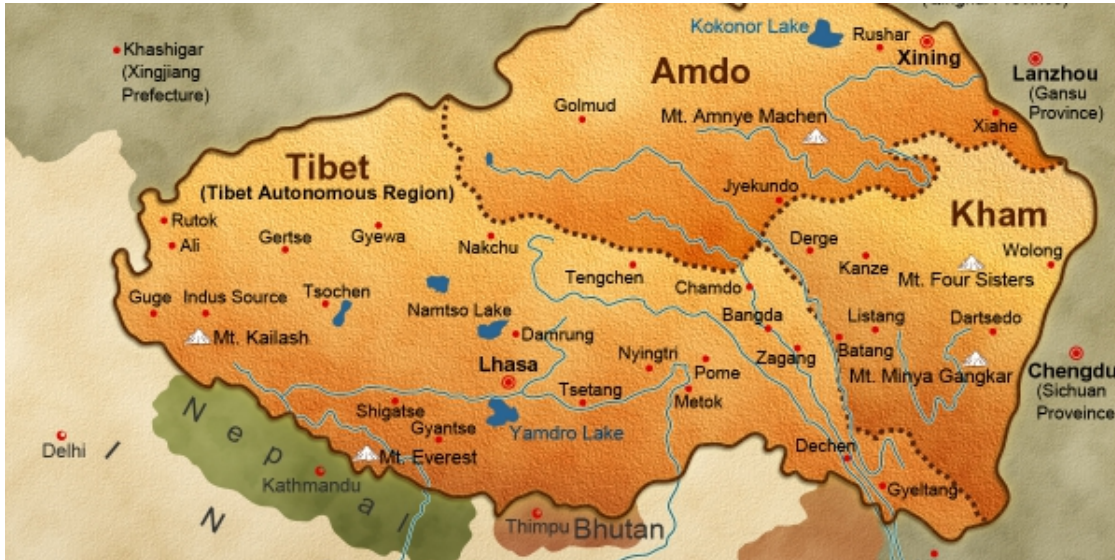 (Qinghai Province)
Kokonor Lake
Rushar
Xining
Khashigar
(Xingjiang
Prefecture)
Amdo
Lanzhou
(Gansu
Province)
Golmud
Mt. Amnye Machen
Xiahe
Tibet
(Tibet Autonomous Region)
Jyekundo
Kham
Rutok
Ali
Gertse
Gyewa
Nakchu
Derge
Wolong
Tengchen
Kanze
Mt. Four Sisters
Chamdo
Guge
Indus Source
Tsochen
Namtso Lake
Bangda
Listang
Dartsedo
Mt. Kailash
Damrung
Nyingtri
Zagang
Batang
Lhasa
Pome
Mt. Minya Gangkar
Chengdu
(Sichuan
Proveince)
Tsetang
Metok
Shigatse
Gyantse
Yamdro Lake
Delhi
Mt. Everest
Dechen
Nepal
Kathmandu
Gyeltang
I
N
Thimpu
Bhutan